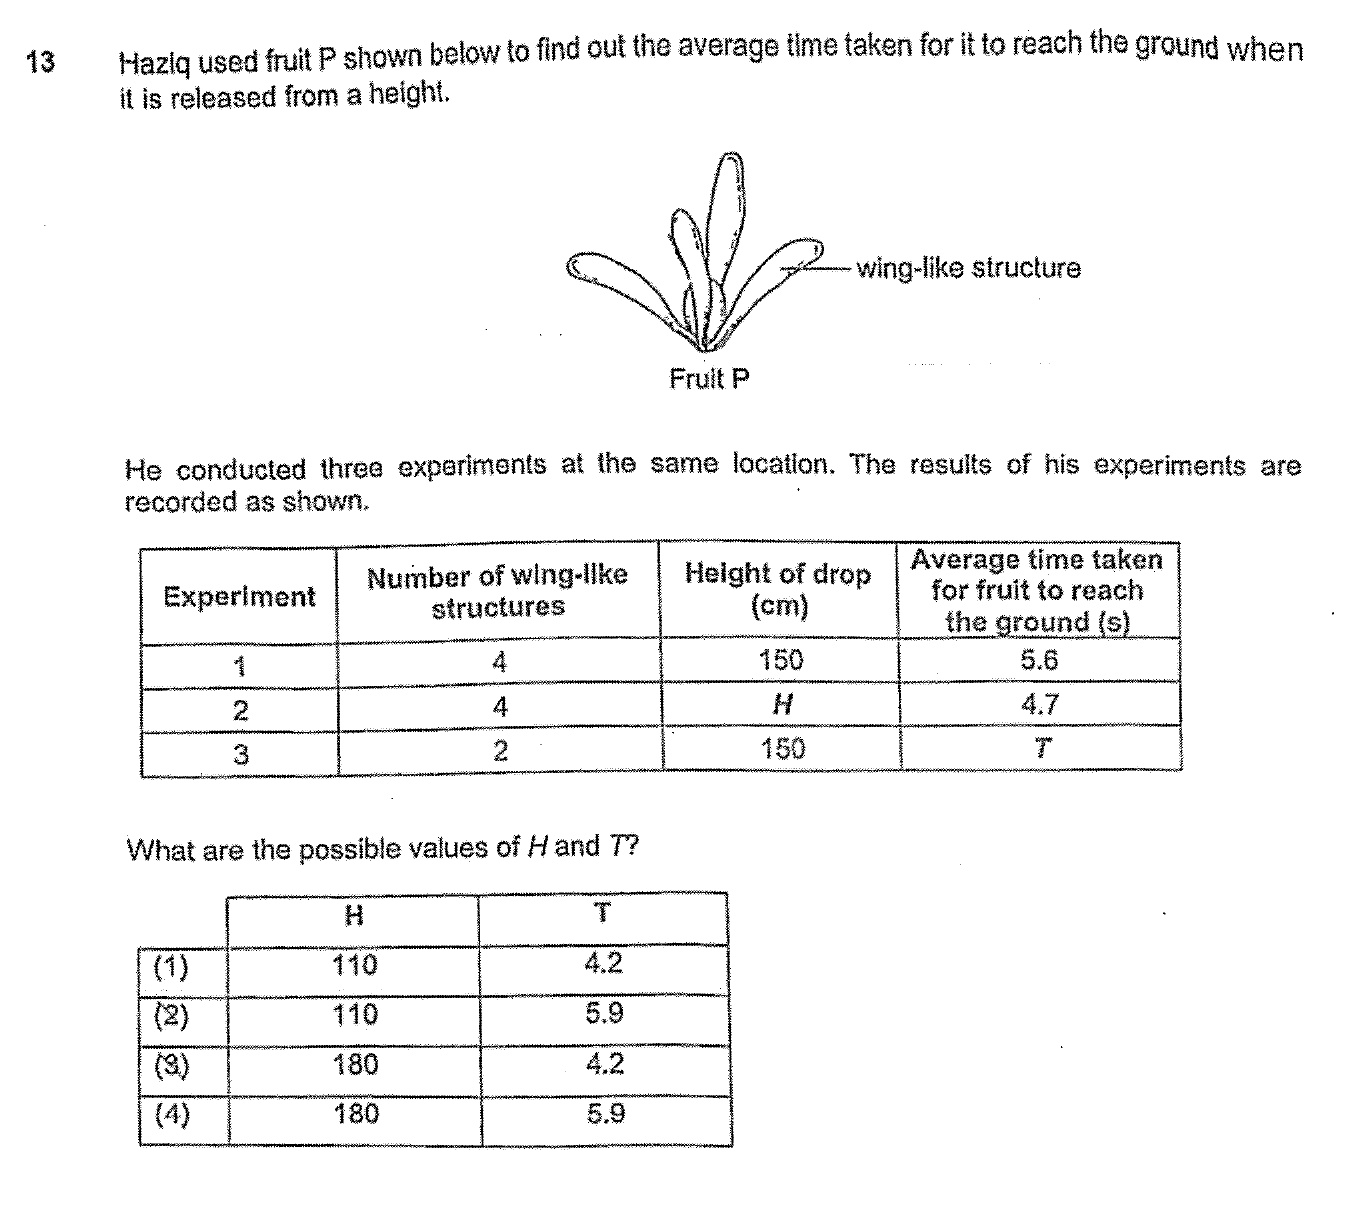 13 Haziq used fruit P shown below to find out the average time taken for it to reach the ground when
it is released from a height.
wing-like structure
Fruit P
He conducted three experiments at the same location. The results of his experiments are
recorded as shown.
Experiment Number of wing-like structures Height of drop (cm) Average time taken for fruit to reach the ground (s)
1 4 150 5.6
2 4 H 4.7
3 2 150 T
What are the possible values of H and T?
H T
(1) 110 4.2
(2) 110 5.9
(3) 180 4.2
(4) 180 5.9